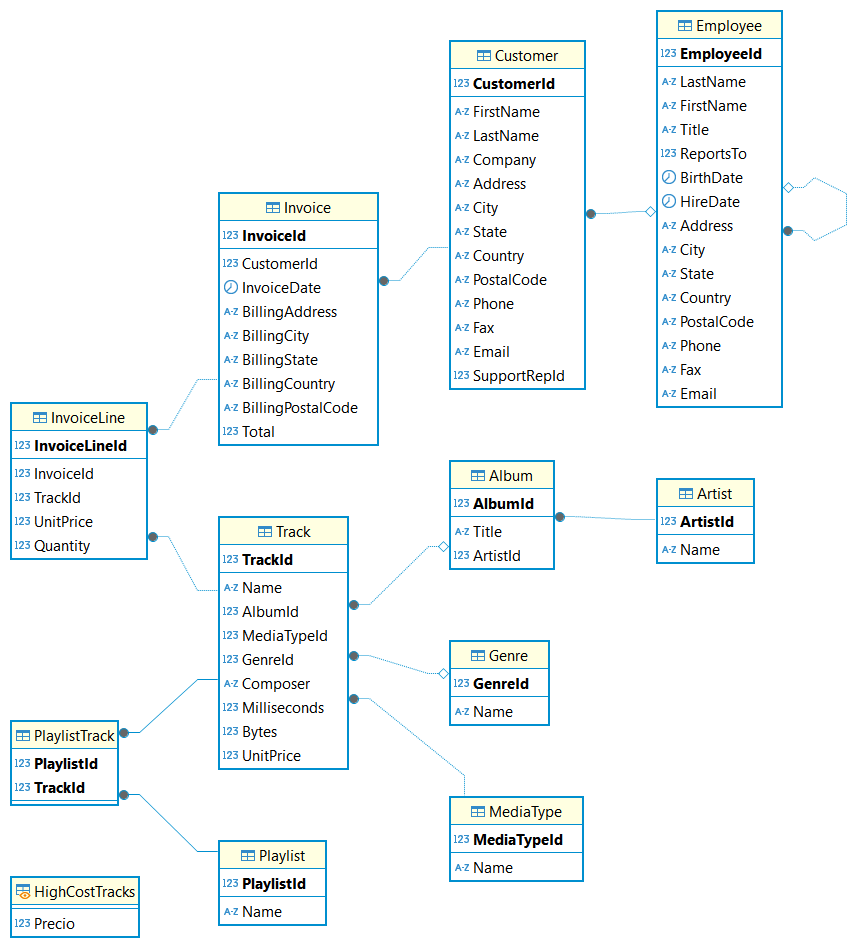 Employee
123 EmployeeId
A-Z LastName
A-Z FirstName
A-Z Title
123 ReportsTo
BirthDate
HireDate
A-Z Address
A-Z City
A-Z State
A-Z Country
A-Z PostalCode
A-Z Phone
A-Z Fax
A-Z Email
Customer
123 CustomerId
A-Z FirstName
A-Z LastName
A-Z Company
A-Z Address
A-Z City
A-Z State
A-Z Country
A-Z PostalCode
A-Z Phone
A-Z Fax
A-Z Email
123 SupportRepId
Invoice
123 InvoiceId
123 CustomerId
InvoiceDate
A-Z BillingAddress
A-Z BillingCity
A-Z BillingState
A-Z BillingCountry
A-Z BillingPostalCode
123 Total
InvoiceLine
123 InvoiceLineId
123 InvoiceId
123 TrackId
123 UnitPrice
123 Quantity
Track
123 TrackId
A-Z Name
123 AlbumId
123 MediaTypeId
123 GenreId
A-Z Composer
123 Milliseconds
123 Bytes
123 UnitPrice
Album
123 AlbumId
A-Z Title
123 ArtistId
Artist
123 ArtistId
A-Z Name
Genre
123 GenreId
A-Z Name
MediaType
123 MediaTypeId
A-Z Name
PlaylistTrack
123 PlaylistId
123 TrackId
Playlist
123 PlaylistId
A-Z Name
HighCostTracks
123 Precio